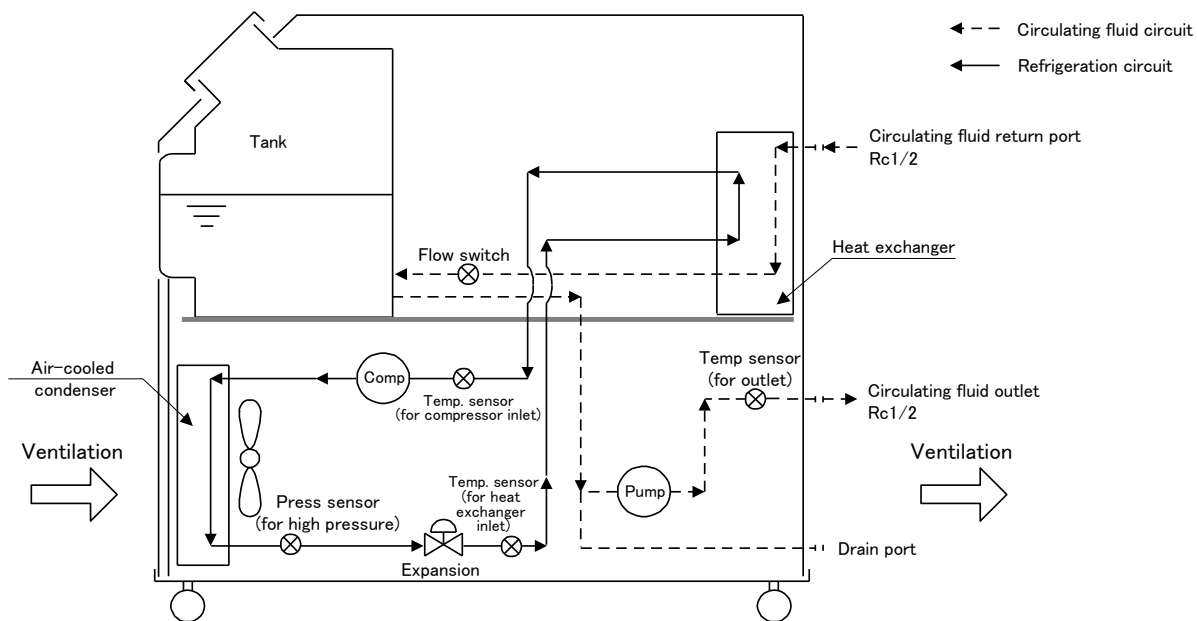 Circulating fluid circuit
Refrigeration circuit
Tank
Circulating fluid return port
Rc1/2
Flow switch
Heat exchanger
Air-cooled
condenser
Comp
Temp. sensor
(for compressor inlet)
Temp sensor
(for outlet)
Circulating fluid outlet
Rc1/2
Ventilation
Ventilation
Press sensor
(for high pressure)
Temp. sensor
(for heat
exchanger
inlet)
Pump
Expansion
Drain port